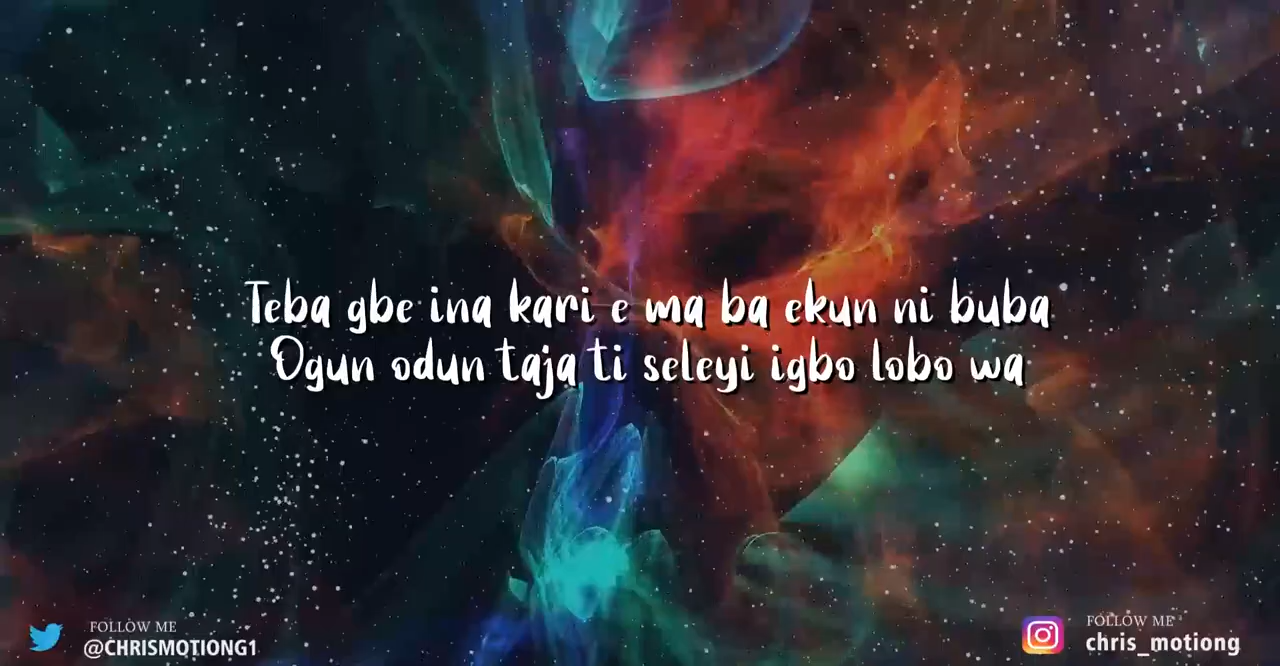 Teba gbe ina kari e ma ba ekun ni buba
Ogun odun taja ti seleyi igbo lobo wa
FOLLOW ME
@CHRISMOTIONG1
FOLLOW ME
chris_motiong